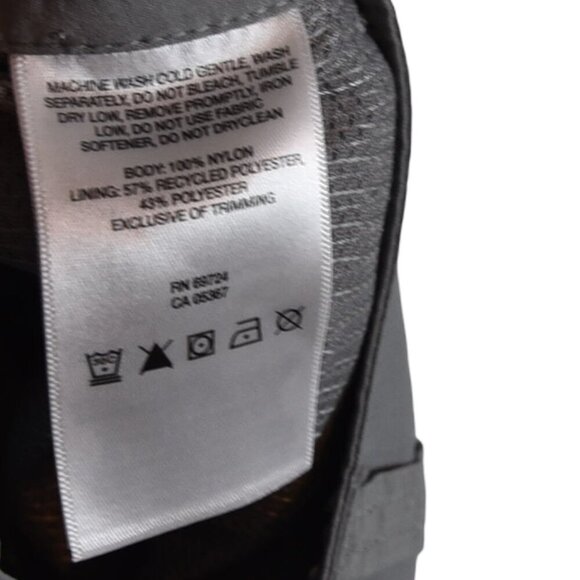 MACHINE WASH COLD GENTLE, WASH
SEPARATELY, DO NOT BLEACH, TUMBLE
DRY LOW, REMOVE PROMPTLY, IRON
LOW, DO NOT USE FABRIC
SOFTENER, DO NOT DRYCLEAN
BODY: 100% NYLON
LINING: 57% RECYCLED POLYESTER,
43% POLYESTER
EXCLUSIVE OF TRIMMING
RN 69724
CA 05367
30C